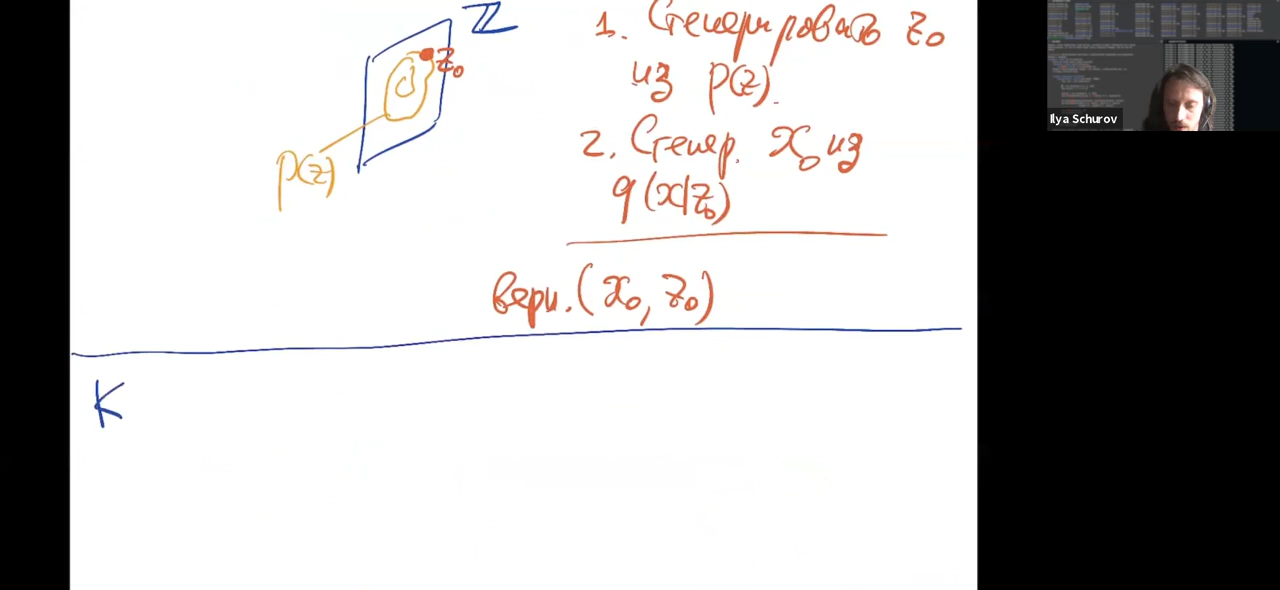 ℤ
z₀
p(z)
1. Сгенерировать z₀
из p(z).
2. Сгенер. x₀ из
q(x|z₀)
верн. (x₀, z₀)
К
Ilya Schurov